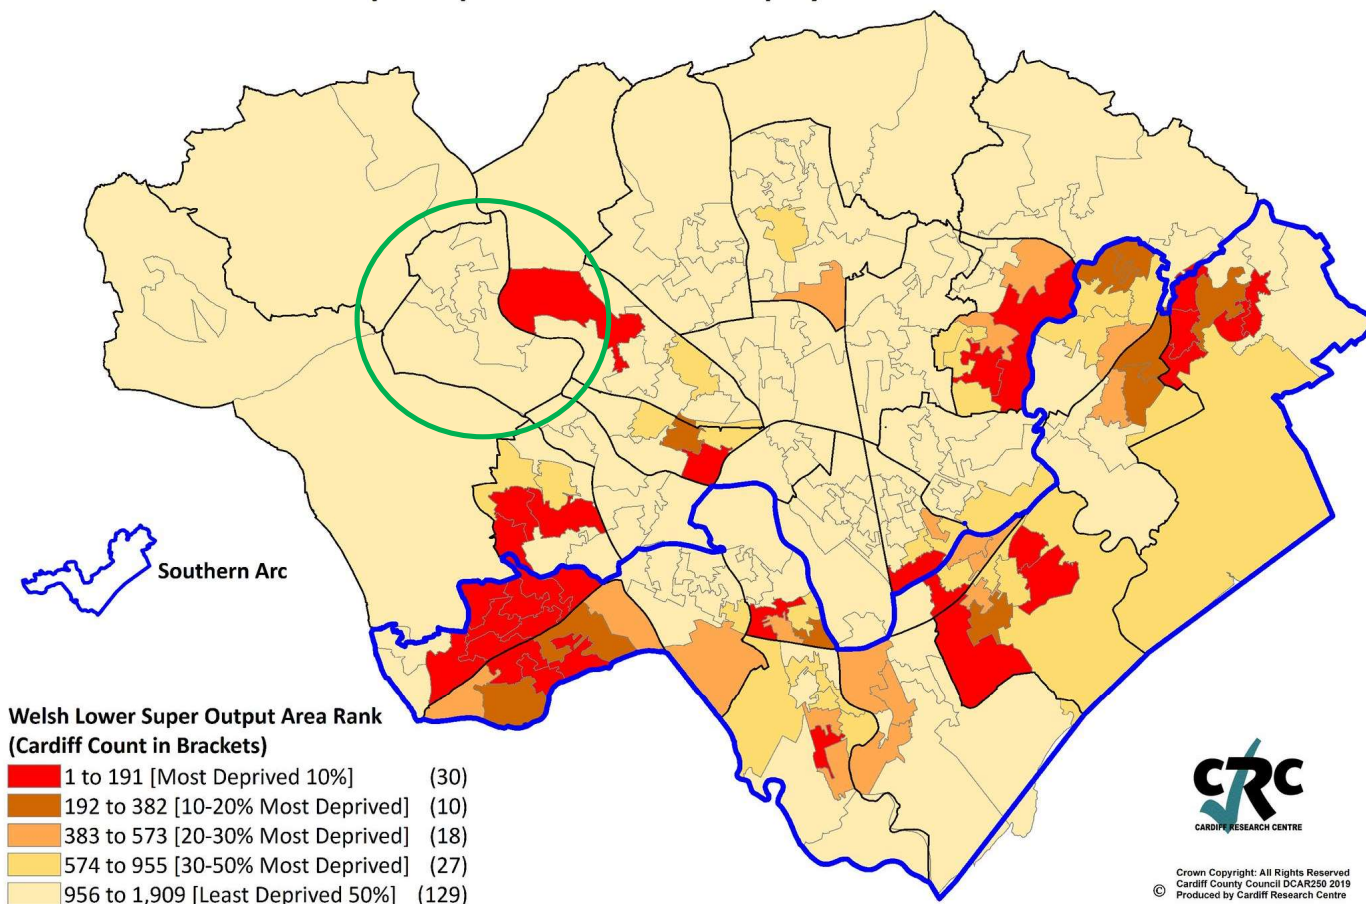 Southern Arc
Welsh Lower Super Output Area Rank
(Cardiff Count in Brackets)
1 to 191 [Most Deprived 10%] (30)
192 to 382 [10-20% Most Deprived] (10)
383 to 573 [20-30% Most Deprived] (18)
574 to 955 [30-50% Most Deprived] (27)
956 to 1,909 [Least Deprived 50%] (129)
CRC
CARDIFF RESEARCH CENTRE
Crown Copyright: All Rights Reserved
Cardiff County Council DCAR250 2019
© Produced by Cardiff Research Centre